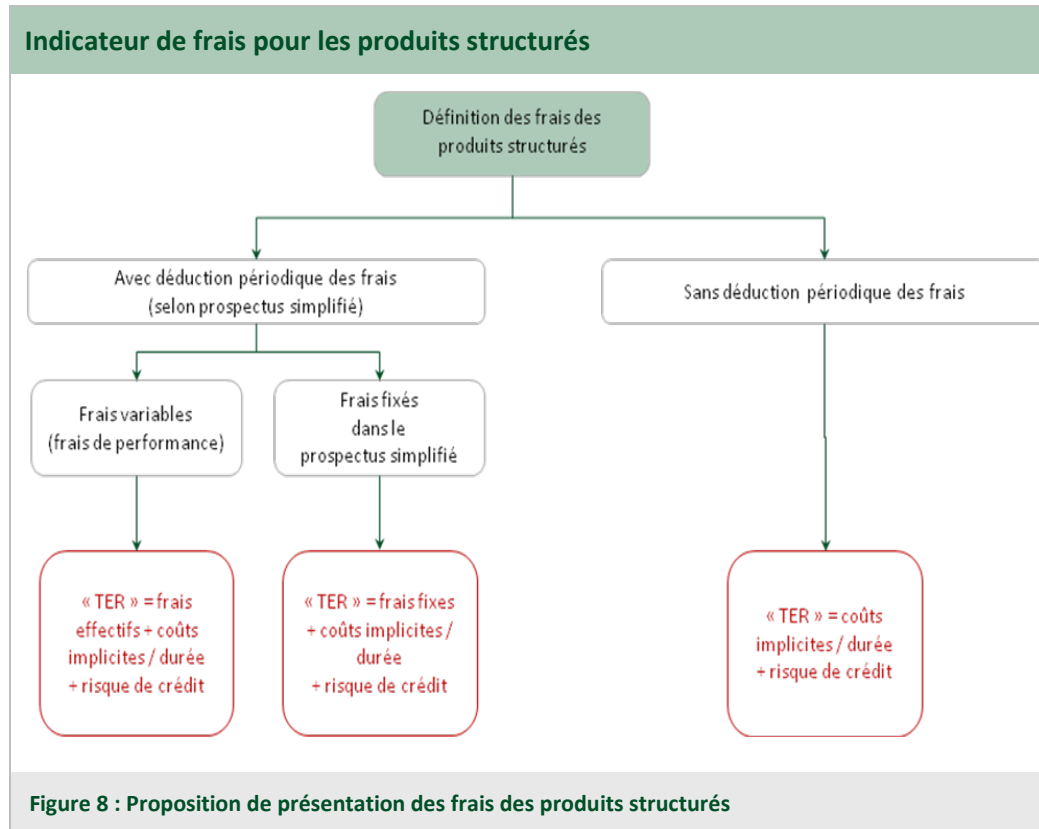 Indicateur de frais pour les produits structurés
Définition des frais des
produits structurés
Avec déduction périodique des frais
(selon prospectus simplifié)
Sans déduction périodique des frais
Frais variables
(frais de performance)
Frais fixés
dans le
prospectus simplifié
« TER » = frais
effectifs + coûts
implicites / durée
+ risque de crédit
« TER » = frais fixes
+ coûts implicites /
durée
+ risque de crédit
« TER » = coûts
implicites / durée
+ risque de crédit
Figure 8 : Proposition de présentation des frais des produits structurés